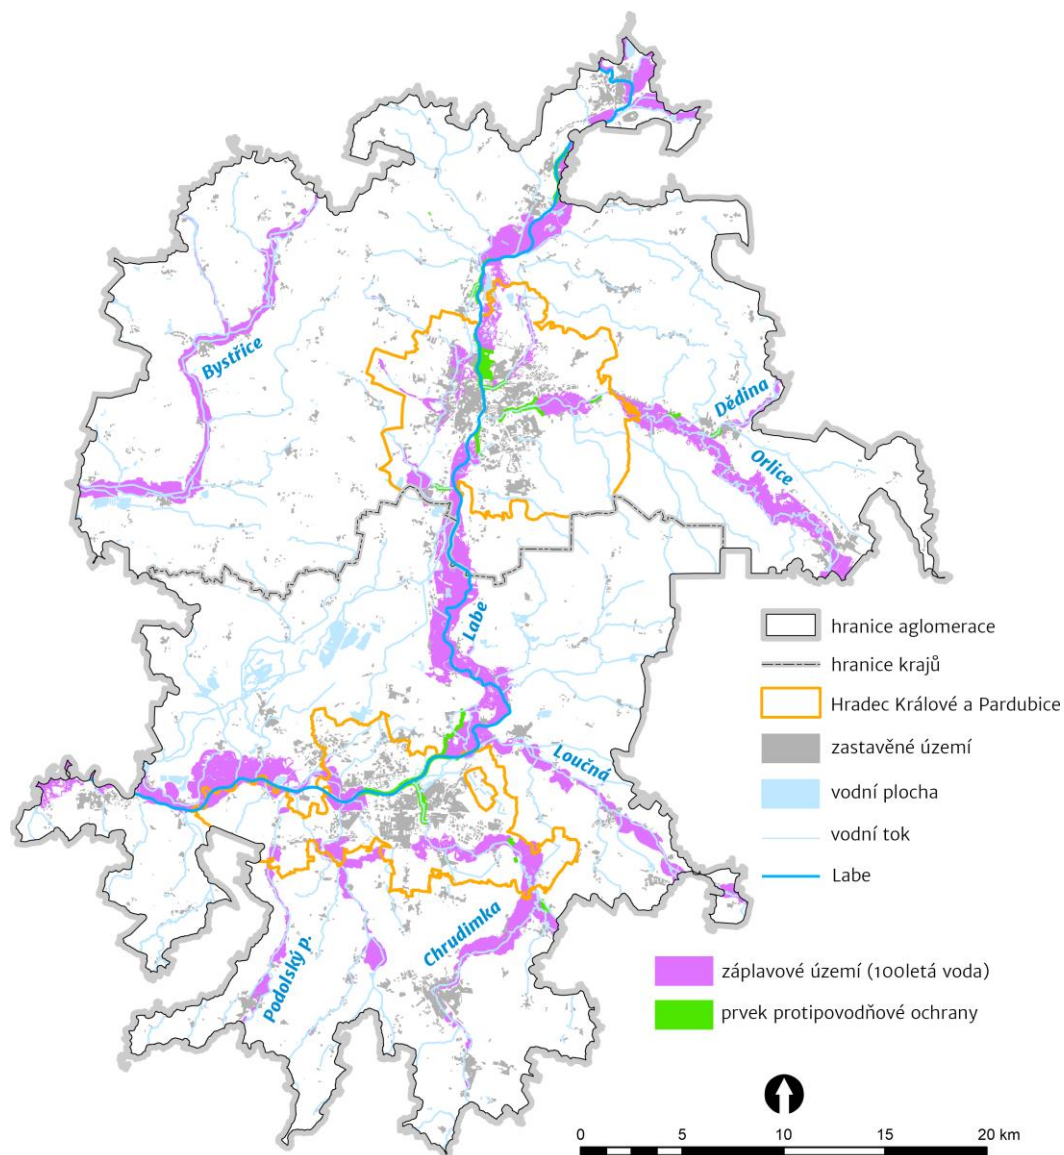 Bystřice
Dědina
Orlice
Labe
Loučná
Chrudimka
Podolský p.
hranice aglomerace
hranice krajů
Hradec Králové a Pardubice
zastavěné území
vodní plocha
vodní tok
Labe
záplavové území (100letá voda)
prvek protipovodňové ochrany
0 5 10 15 20 km